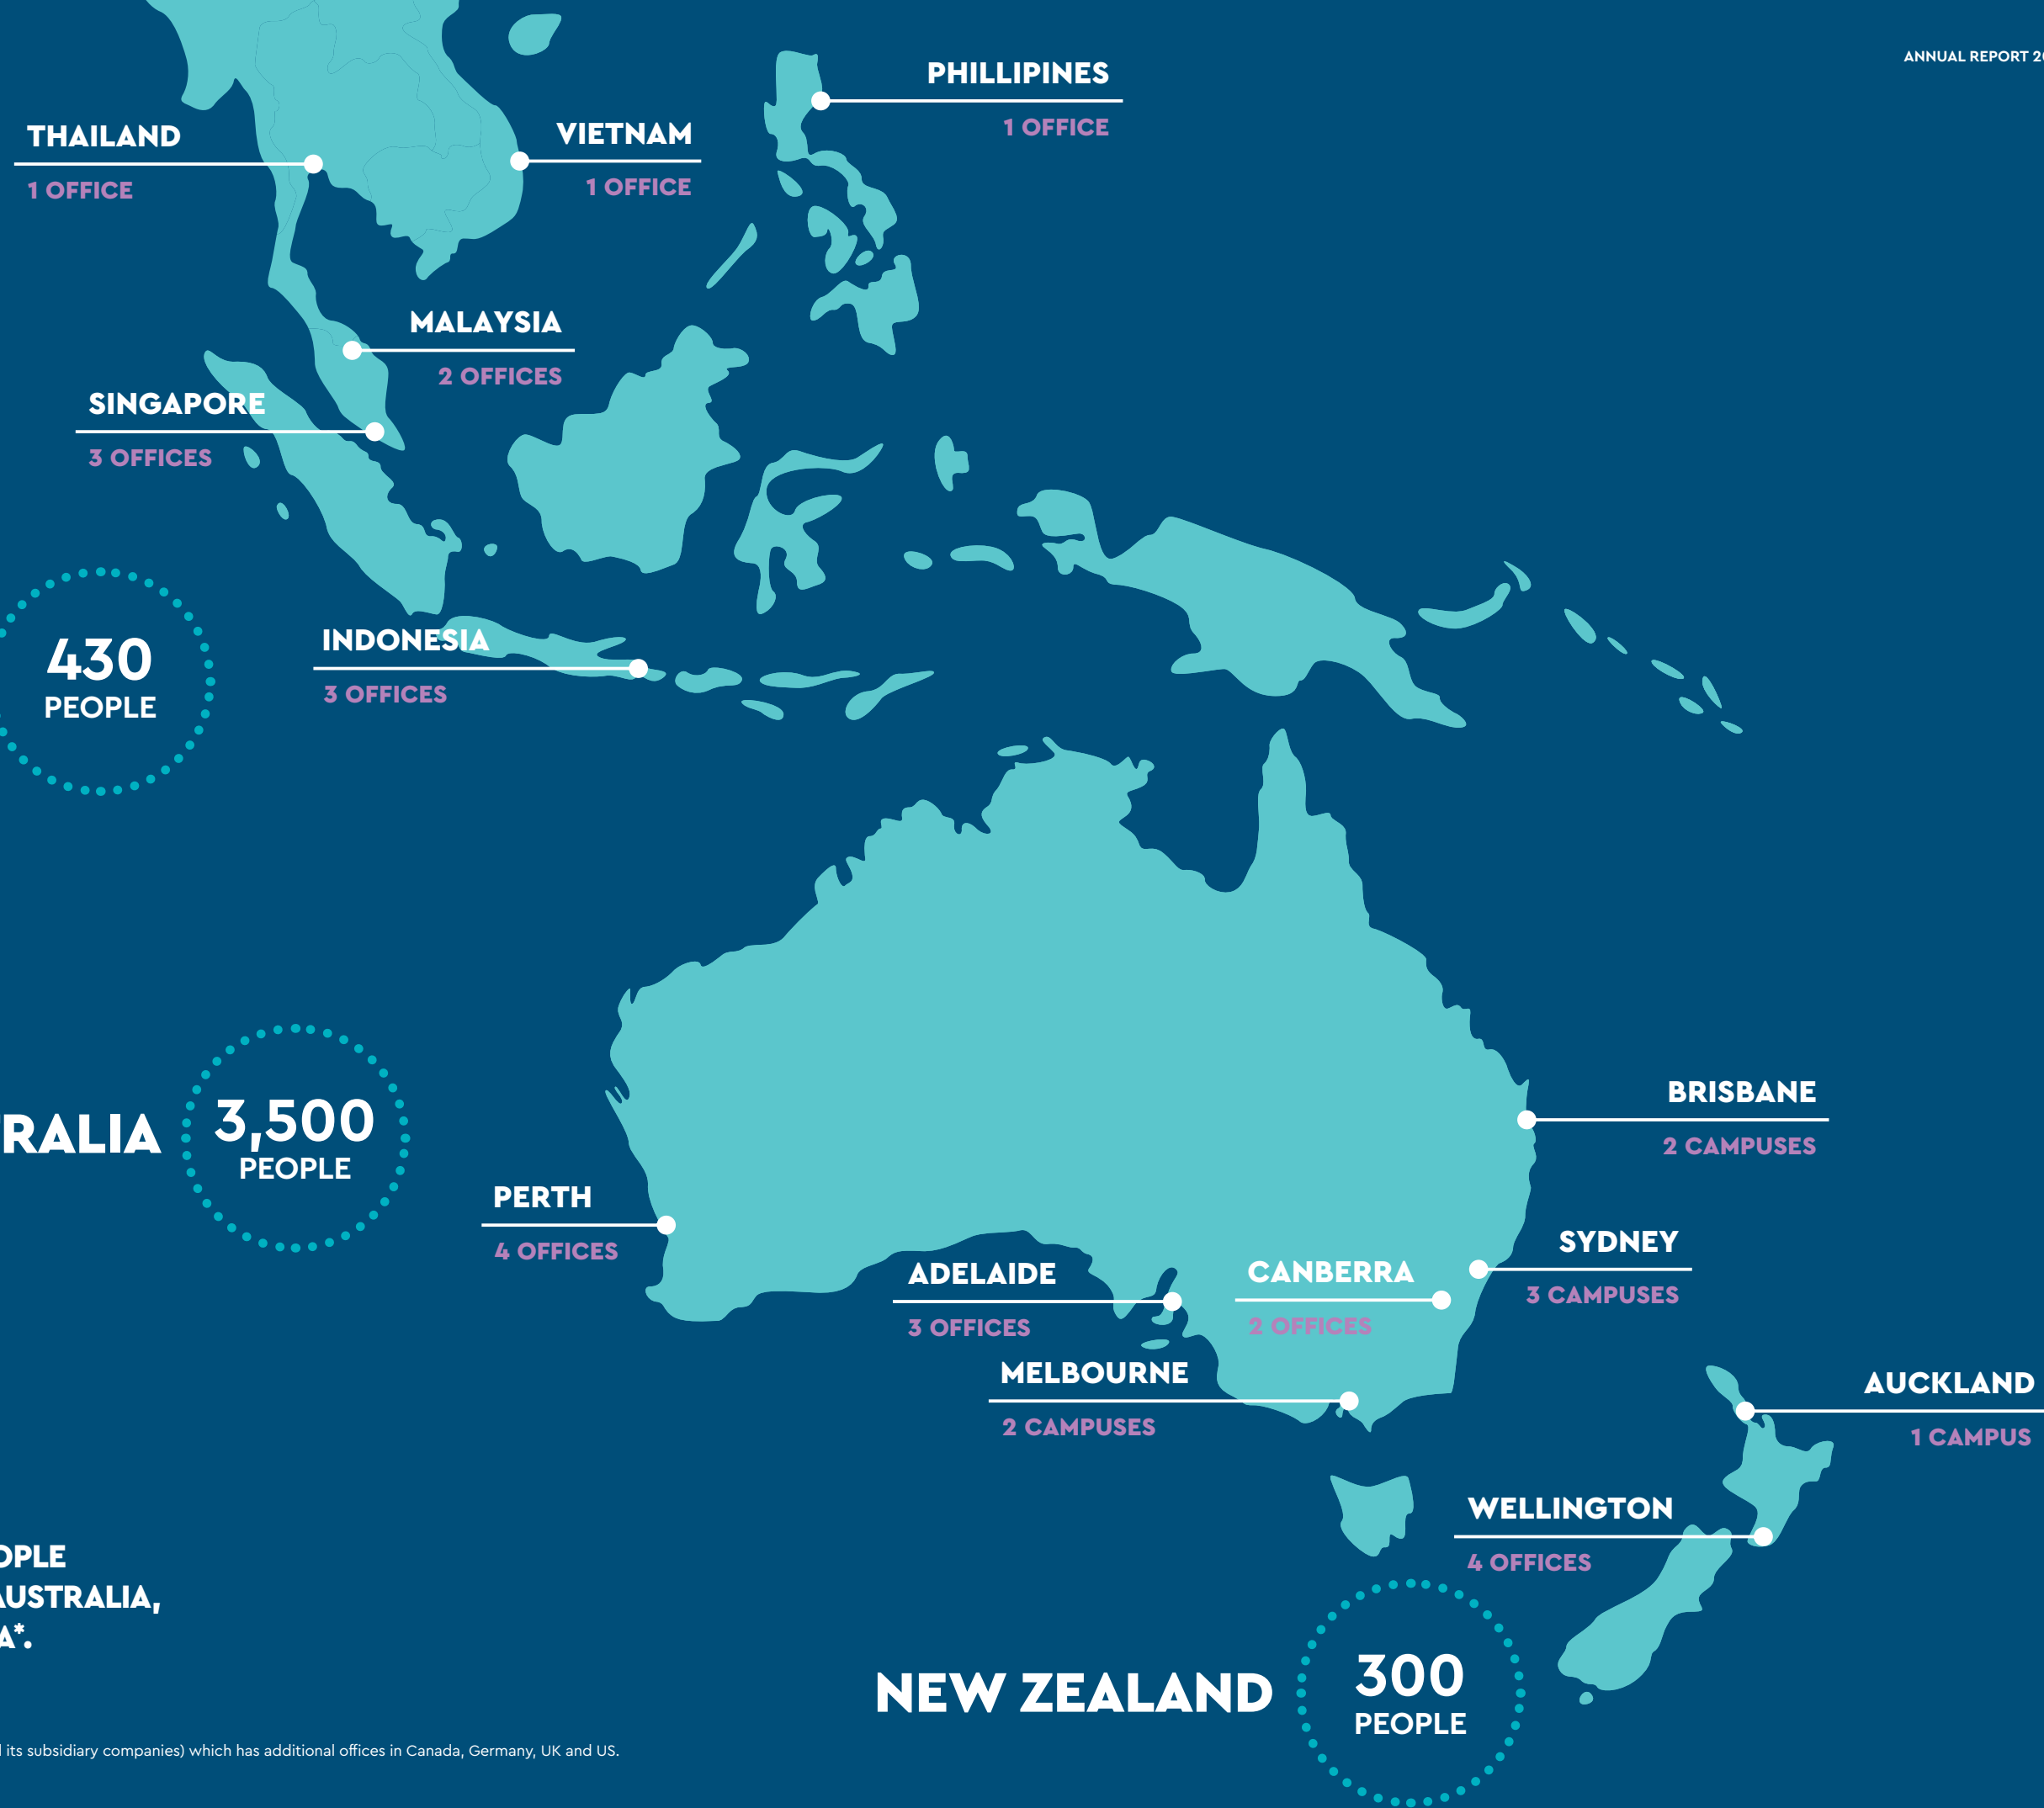 ANNUAL REPORT 20
PHILLIPINES
1 OFFICE
THAILAND
1 OFFICE
VIETNAM
1 OFFICE
MALAYSIA
2 OFFICES
SINGAPORE
3 OFFICES
430
PEOPLE
INDONESIA
3 OFFICES
RALIA
3,500
PEOPLE
BRISBANE
2 CAMPUSES
PERTH
4 OFFICES
SYDNEY
3 CAMPUSES
ADELAIDE
3 OFFICES
CANBERRA
2 OFFICES
MELBOURNE
2 CAMPUSES
AUCKLAND
1 CAMPUS
WELLINGTON
4 OFFICES
OPLE
AUSTRALIA,
A*.
NEW ZEALAND
300
PEOPLE
its subsidiary companies) which has additional offices in Canada, Germany, UK and US.